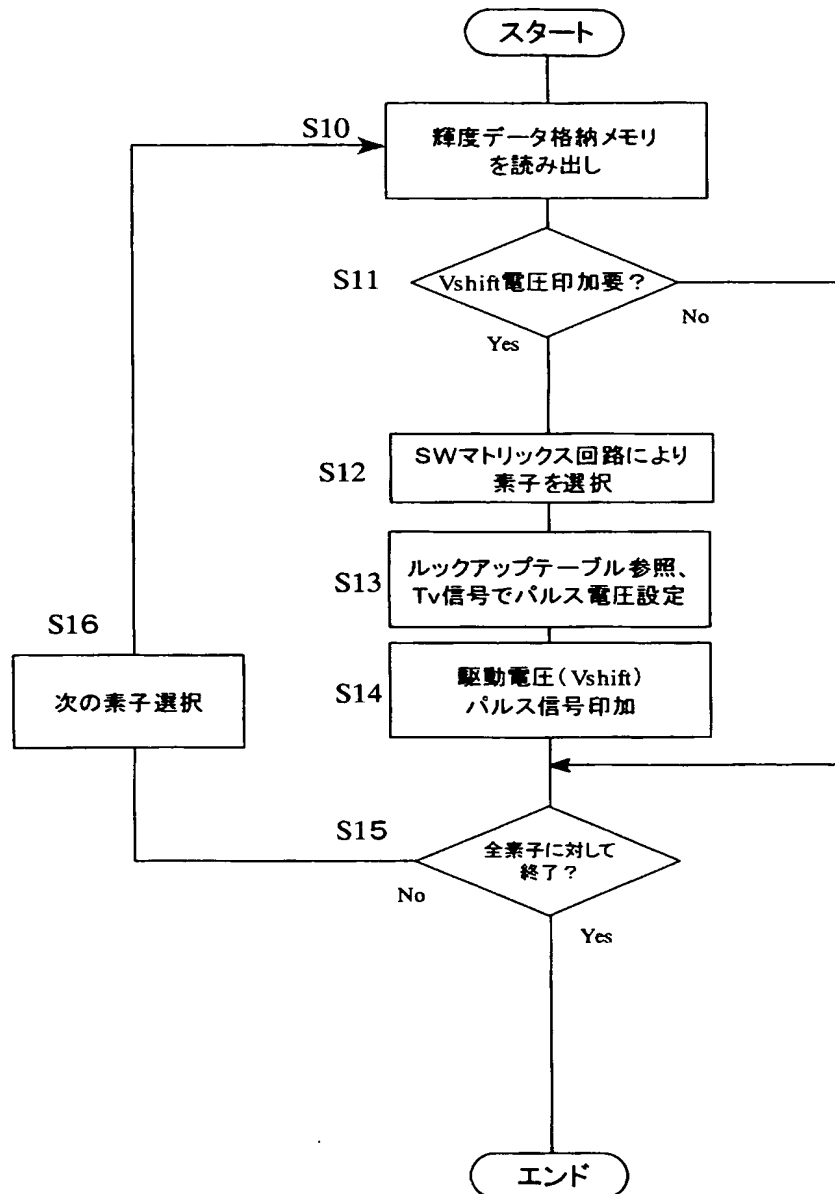 スタート
S10
輝度データ格納メモリ
を読み出し
S11
Vshift電圧印加要?
No
Yes
S12
SWマトリックス回路により
素子を選択
S13
ルックアップテーブル参照、
Tv信号でパルス電圧設定
S14
駆動電圧(Vshift)
パルス信号印加
S16
次の素子選択
S15
全素子に対して
終了?
No
Yes
エンド